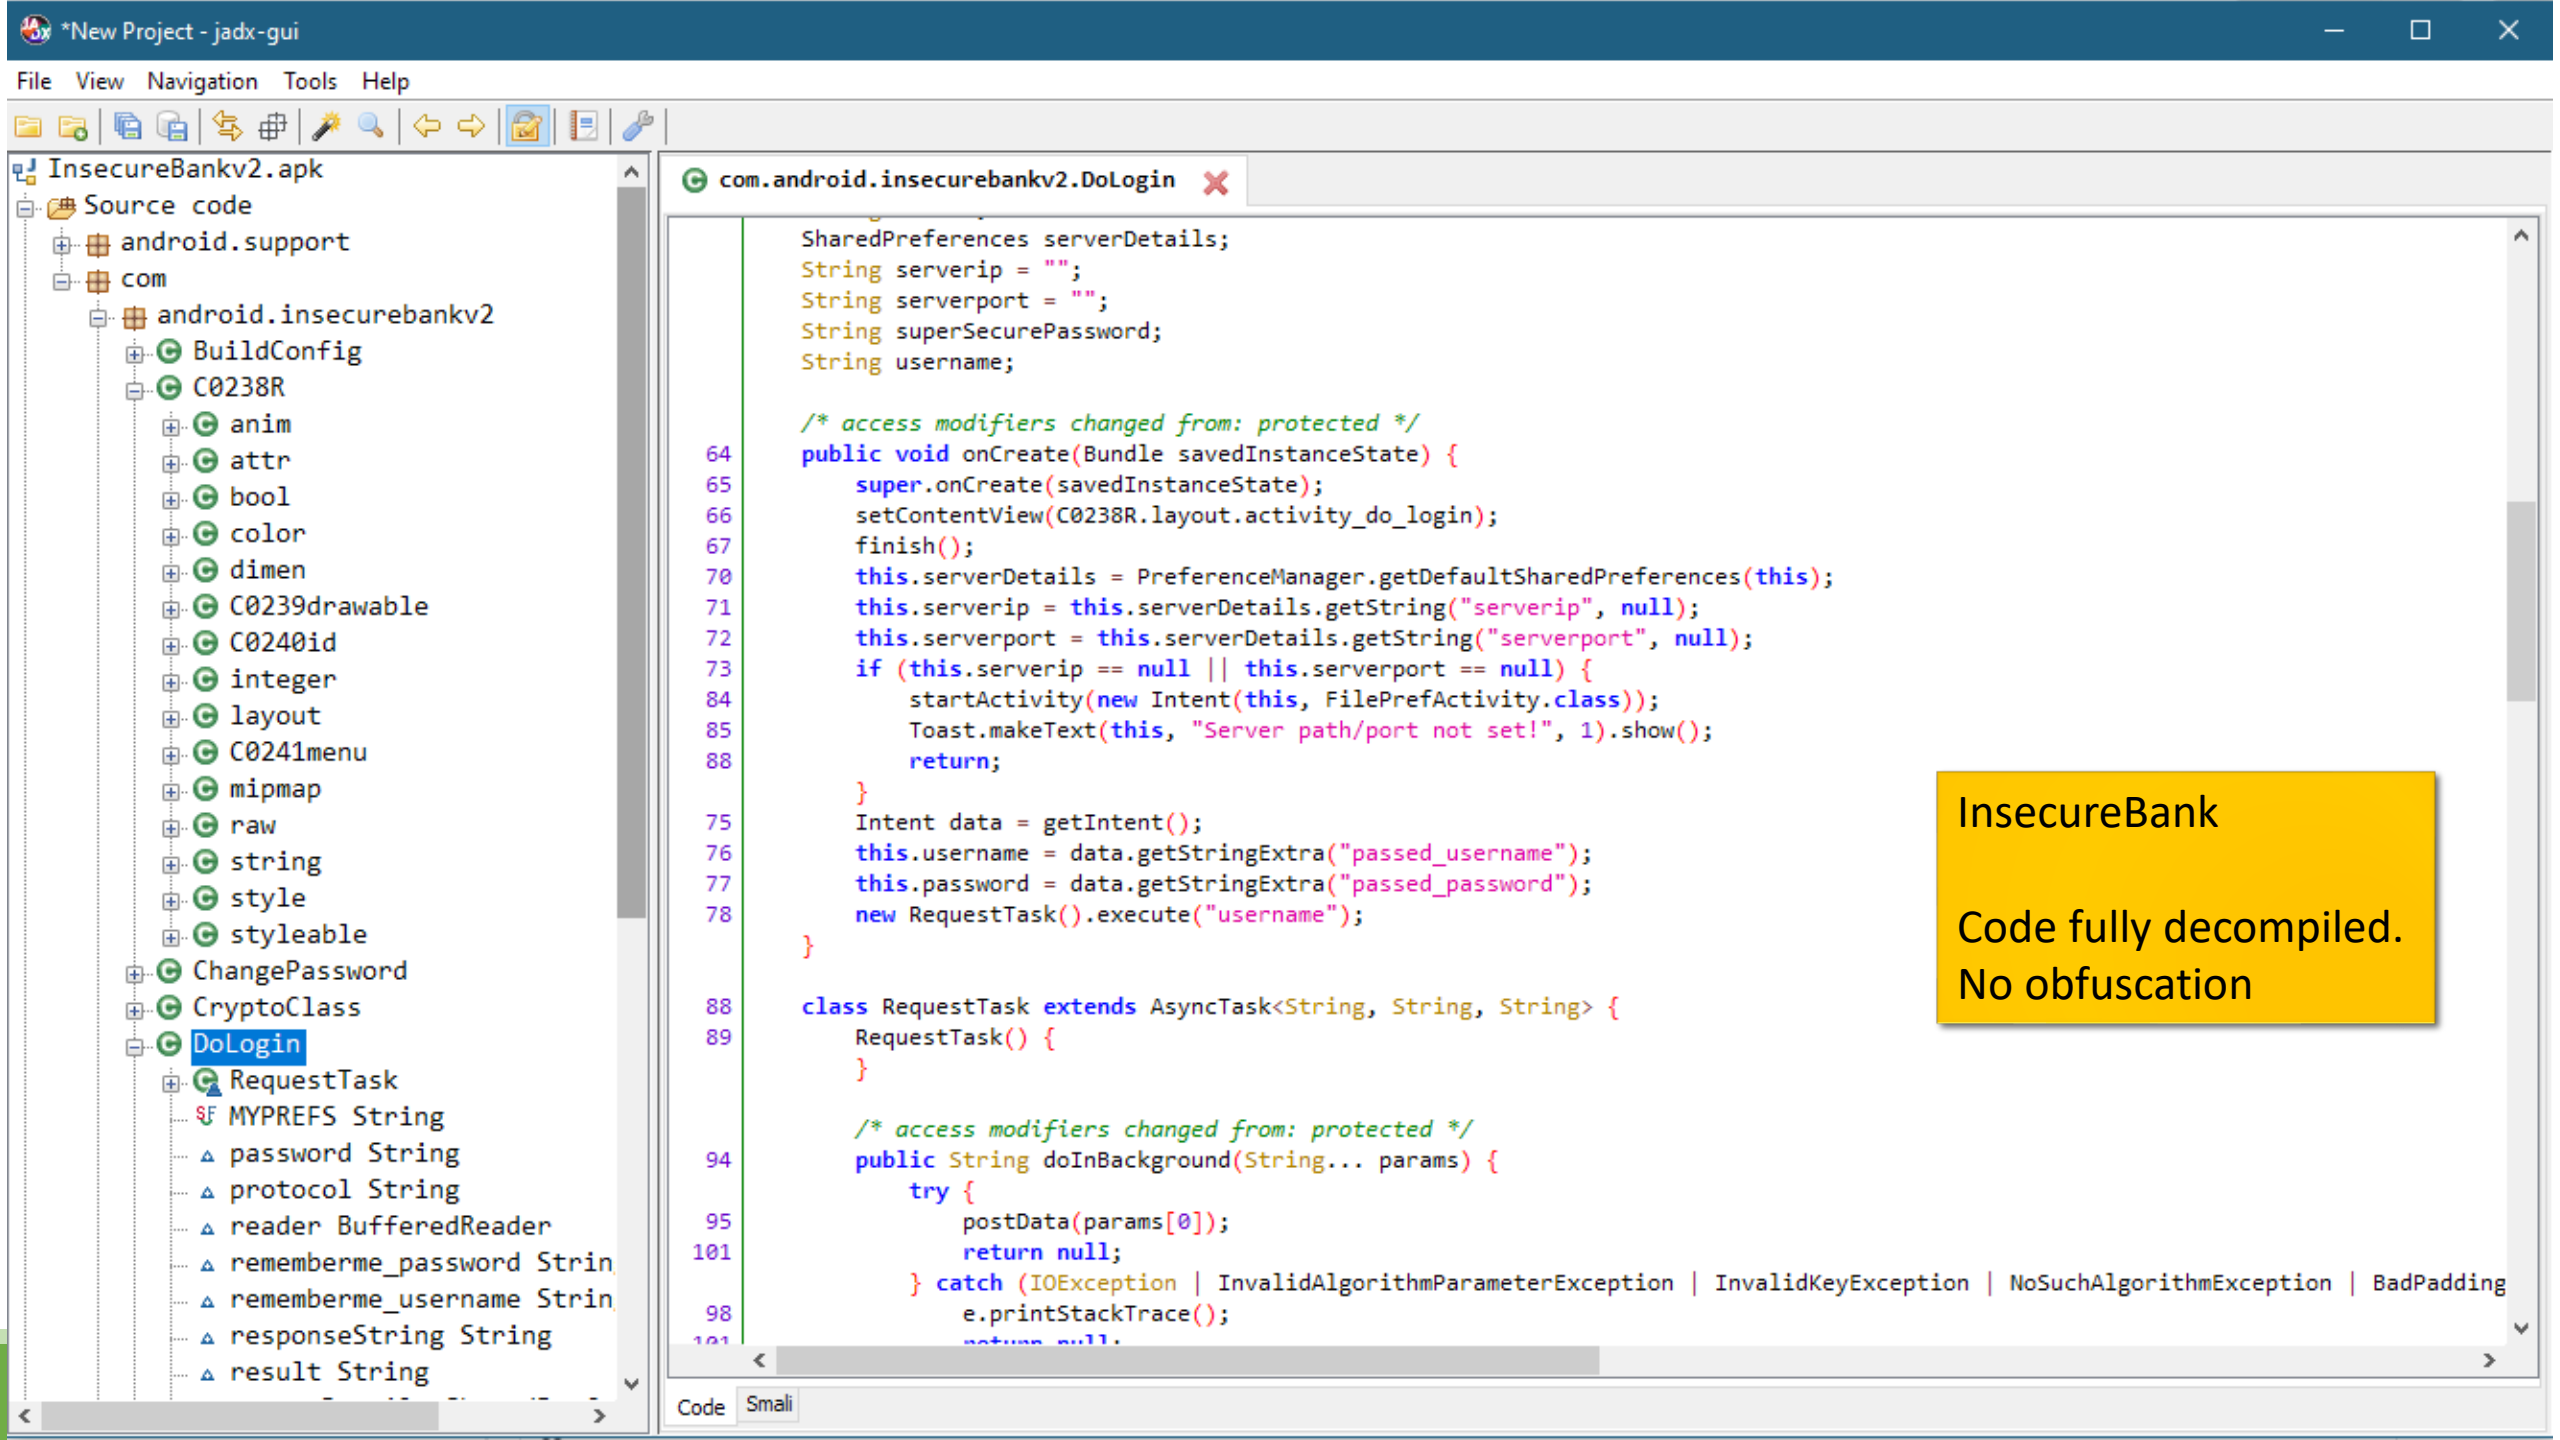 *New Project - jadx-gui
File View Navigation Tools Help
InsecureBankv2.apk
Source code
android.support
com
android.insecurebankv2
BuildConfig
C0238R
anim
attr
bool
color
dimen
C0239drawable
C0240id
integer
layout
C0241menu
mipmap
raw
string
style
styleable
ChangePassword
CryptoClass
DoLogin
RequestTask
MYPREFS String
password String
protocol String
reader BufferedReader
rememberme_password Strin
rememberme_username Strin
responseString String
result String
com.android.insecurebankv2.DoLogin
SharedPreferences serverDetails;
String serverip = "";
String serverport = "";
String superSecurePassword;
String username;
/* access modifiers changed from: protected */
64 public void onCreate(Bundle savedInstanceState) {
65 super.onCreate(savedInstanceState);
66 setContentView(C0238R.layout.activity_do_login);
67 finish();
70 this.serverDetails = PreferenceManager.getDefaultSharedPreferences(this);
71 this.serverip = this.serverDetails.getString("serverip", null);
72 this.serverport = this.serverDetails.getString("serverport", null);
73 if (this.serverip == null || this.serverport == null) {
84 startActivity(new Intent(this, FilePrefActivity.class));
85 Toast.makeText(this, "Server path/port not set!", 1).show();
88 return;
}
75 Intent data = getIntent();
76 this.username = data.getStringExtra("passed_username");
77 this.password = data.getStringExtra("passed_password");
78 new RequestTask().execute("username");
}
88 class RequestTask extends AsyncTask<String, String, String> {
89 RequestTask() {
}
/* access modifiers changed from: protected */
94 public String doInBackground(String... params) {
try {
95 postData(params[0]);
101 return null;
} catch (IOException | InvalidAlgorithmParameterException | InvalidKeyException | NoSuchAlgorithmException | BadPadding
98 e.printStackTrace();
101 return null;
Code Smali
InsecureBank
Code fully decompiled.
No obfuscation